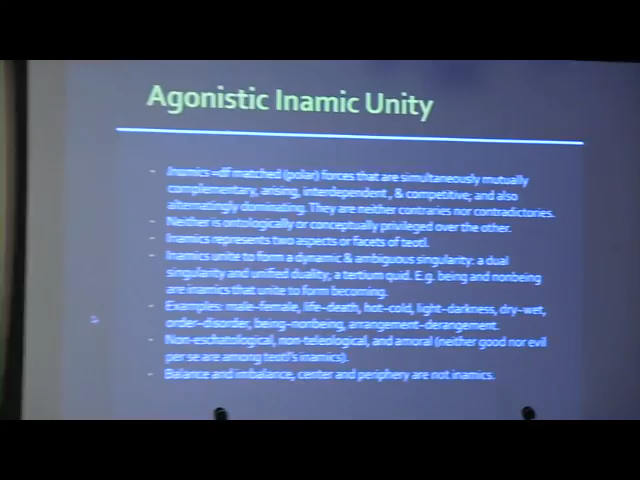 Agonistic Inamic Unity
- Inamics =df matched (polar) forces that are simultaneously mutually
complementary, arising, interdependent , & competitive; and also
alternatingly dominating. They are neither contraries nor contradictories.
- Neither is ontologically or conceptually privileged over the other.
- Inamics represents two aspects or facets of teotl.
- Inamics unite to form a dynamic & ambiguous singularity: a dual
singularity and unified duality, a tertium quid. E.g. being and nonbeing
are inamics that unite to form becoming.
- Examples: male-female, life-death, hot-cold, light-darkness, dry-wet,
order-disorder, being-nonbeing, arrangement-derangement.
- Non-eschatological, non-teleological, and amoral (neither good nor evil
per se are among teotl's inamics).
- Balance and imbalance, center and periphery are not inamics.